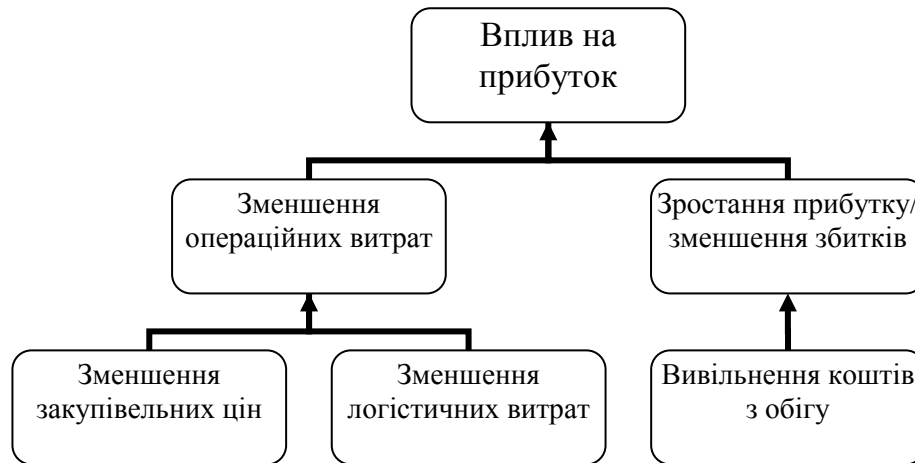 Вплив на
прибуток
Зменшення
операційних витрат
Зростання прибутку/
зменшення збитків
Зменшення
закупівельних цін
Зменшення
логістичних витрат
Вивільнення коштів
з обігу